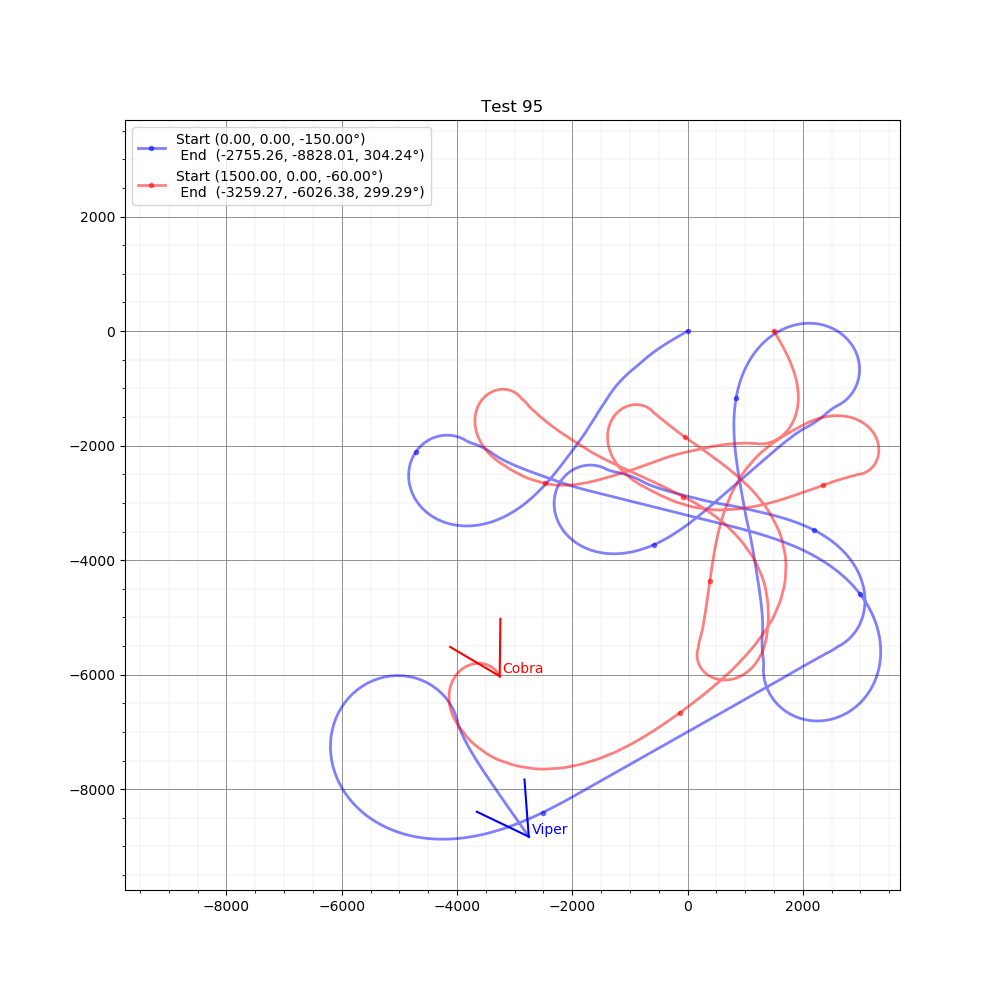 Test 95
Start (0.00, 0.00, -150.00°)
End (-2755.26, -8828.01, 304.24°)
Start (1500.00, 0.00, -60.00°)
End (-3259.27, -6026.38, 299.29°)
2000
0
−2000
−4000
−6000
−8000
Cobra
Viper
−8000 −6000 −4000 −2000 0 2000